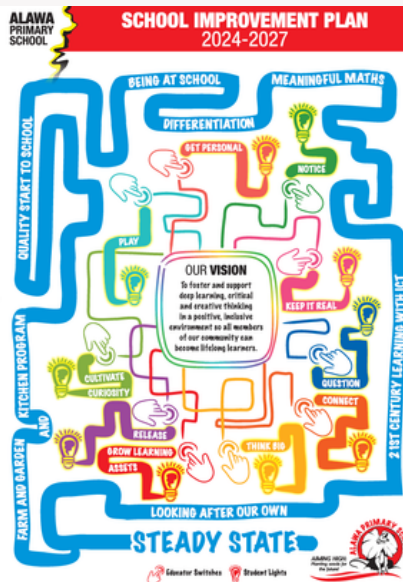 ALAWA
PRIMARY
SCHOOL
SCHOOL IMPROVEMENT PLAN
2024-2027
BEING AT SCHOOL
MEANINGFUL MATHS
DIFFERENTIATION
QUALITY START TO SCHOOL
GET PERSONAL
NOTICE
PLAY
OUR VISION
To foster and support
deep learning, critical
and creative thinking
in a positive, inclusive
environment so all members
of our community can
become lifelong learners.
KEEP IT REAL
21ST CENTURY LEARNING WITH ICT
FARM AND GARDEN
AND
KITCHEN PROGRAM
CULTIVATE
CURIOSITY
QUESTION
CONNECT
RELEASE
GROW LEARNING
ASSETS
THINK BIG
LOOKING AFTER OUR OWN
STEADY STATE
Educator Switches
Student Lights
AIMING HIGH
ALAWA PRIMARY